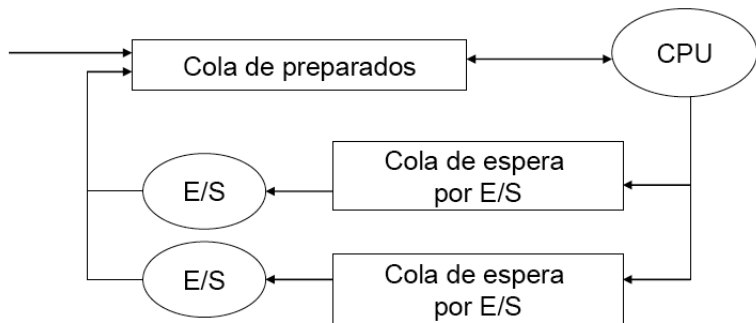 CPU
Cola de preparados
E/S
Cola de espera
por E/S
E/S
Cola de espera
por E/S